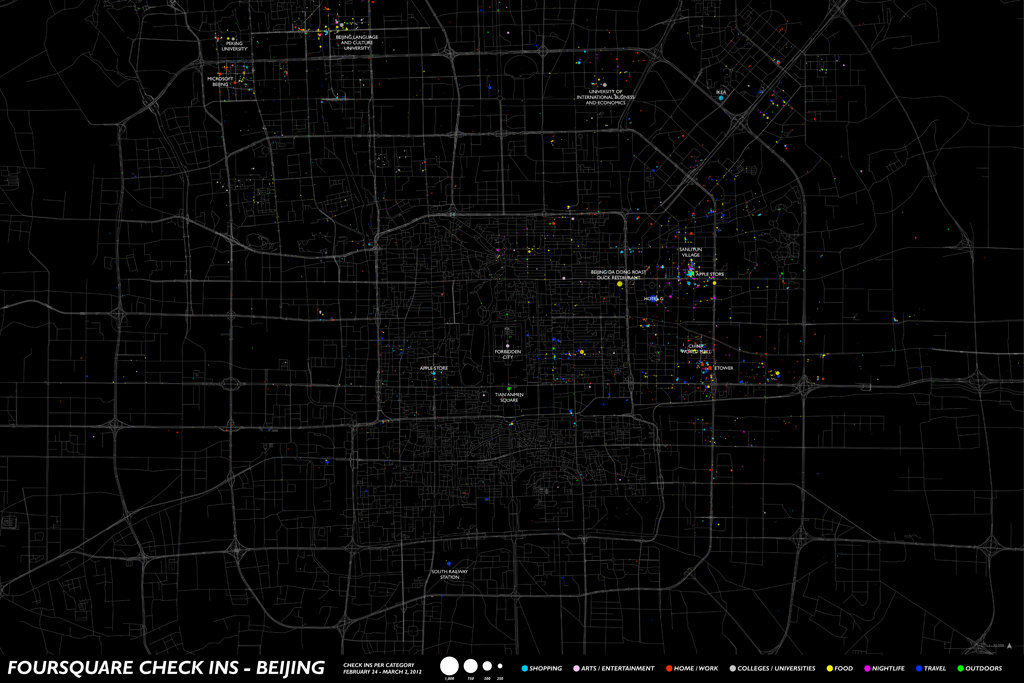 PEKING
UNIVERSITY
BEIJING LANGUAGE
AND CULTURE
UNIVERSITY
MICROSOFT
BEIJING
UNIVERSITY OF
INTERNATIONAL BUSINESS
AND ECONOMICS
IKEA
SANLITUN
VILLAGE
APPLE STORE
BEIJING DA DONG ROAST
DUCK RESTAURANT
HOTEL G
CHINA
WORLD MALL
ETOWER
FORBIDDEN
CITY
APPLE STORE
TIAN'ANMEN
SQUARE
SOUTH RAILWAY
STATION
FOURSQUARE CHECK INS - BEIJING
CHECK INS PER CATEGORY
FEBRUARY 24 - MARCH 2, 2012
1,000 750 500 250
SHOPPING ARTS / ENTERTAINMENT HOME / WORK COLLEGES / UNIVERSITIES FOOD NIGHTLIFE TRAVEL OUTDOORS